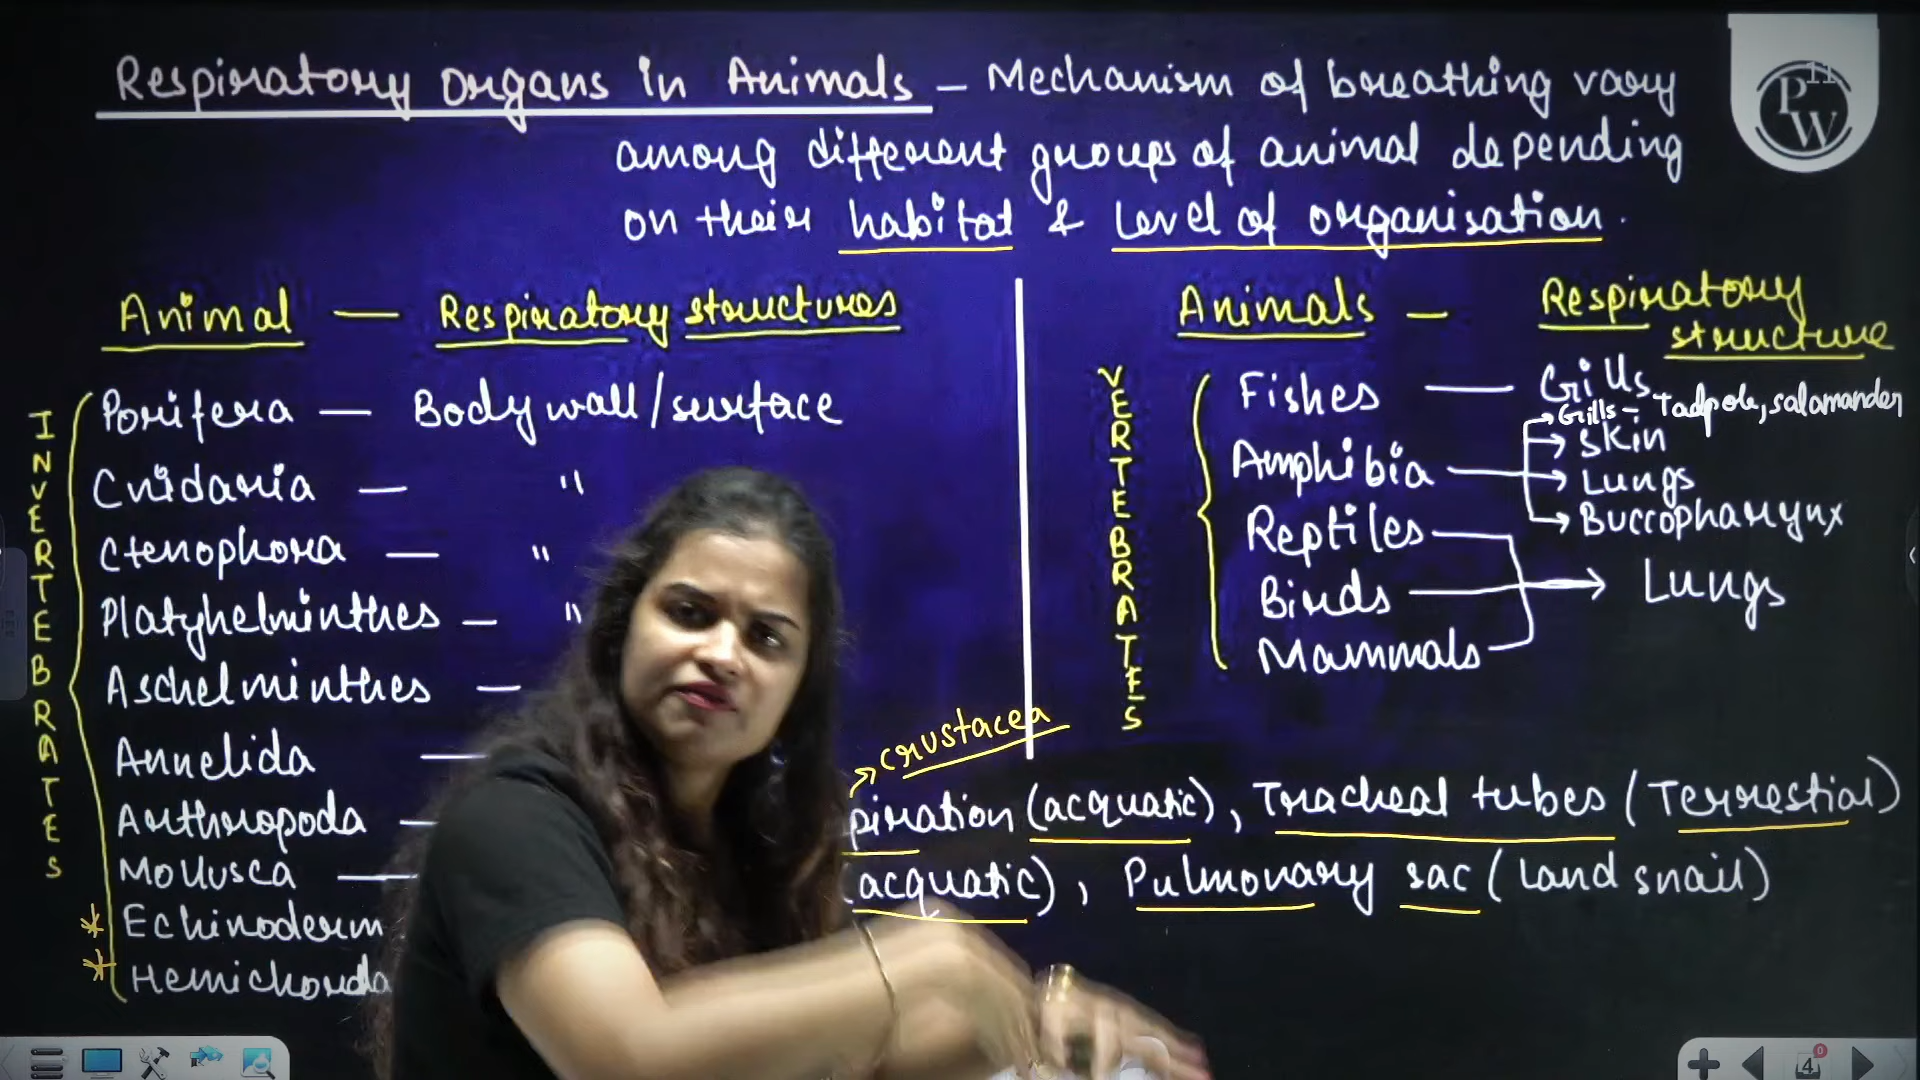 Respiratory Organs in Animals – Mechanism of breathing vary
among different groups of animal depending
on their habitat & Level of organisation.
PW
11
Animal — Respiratory structures
INVERTEBRATES
Porifera — Body wall/surface
Cnidaria — "
Ctenophora — "
Platyhelminthes — "
Aschelminthes —
Annelida —
Arthropoda — piration (acquatic), Tracheal tubes (Terrestial)
→ crustacea
Mollusca — (acquatic), Pulmonary sac (Land snail)
* Echinoderm
* Hemichorda
Animals — Respiratory
structure
VERTEBRATES
Fishes — Gills
Amphibia → Gills – Tadpole, salamander
→ skin
→ Lungs
→ Buccopharynx
Reptiles
Birds → Lungs
Mammals
4
0